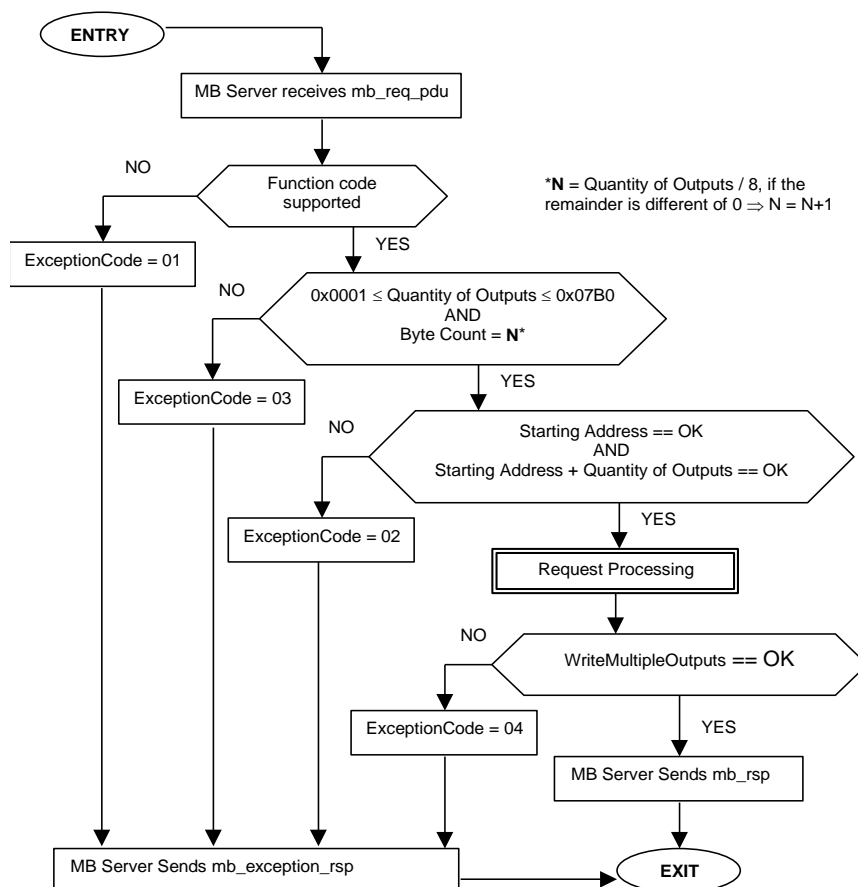 ENTRY
MB Server receives mb_req_pdu
NO
Function code
supported
*N = Quantity of Outputs / 8, if the
remainder is different of 0 ⇒ N = N+1
YES
ExceptionCode = 01
NO
0x0001 ≤ Quantity of Outputs ≤ 0x07B0
AND
Byte Count = N*
YES
ExceptionCode = 03
NO
Starting Address == OK
AND
Starting Address + Quantity of Outputs == OK
YES
ExceptionCode = 02
Request Processing
NO
WriteMultipleOutputs == OK
YES
ExceptionCode = 04
MB Server Sends mb_rsp
MB Server Sends mb_exception_rsp
EXIT